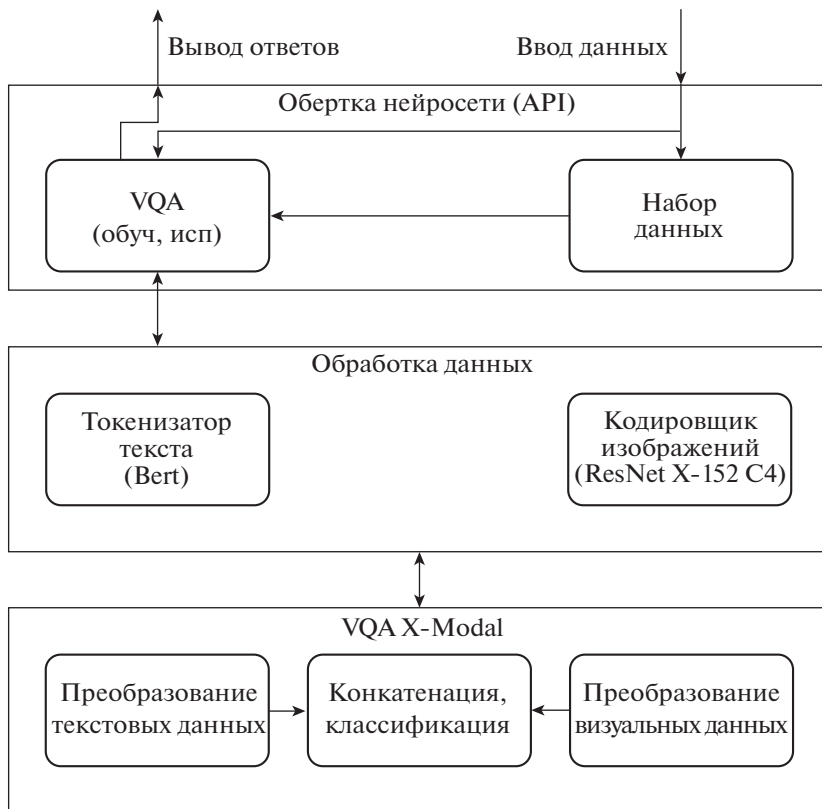 Вывод ответов
Ввод данных
Обертка нейросети (API)
VQA
(обуч, исп)
Набор
данных
Обработка данных
Токенизатор
текста
(Bert)
Кодировщик
изображений
(ResNet X-152 C4)
VQA X-Modal
Преобразование
текстовых данных
Конкатенация,
классификация
Преобразование
визуальных данных